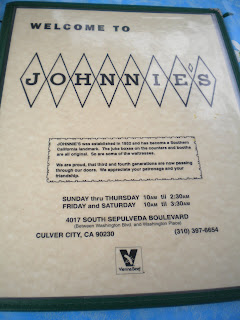 WELCOME TO
JOHNNIE'S
JOHNNIE'S was established in 1952 and has become a Southern
California landmark. The juke boxes on the counters and booths
are all original. So are some of the waitresses.
We are proud, that third and fourth generations are now passing
through our doors. We appreciate your patronage and your
friendship.
SUNDAY thru THURSDAY 10AM til 2:30AM
FRIDAY and SATURDAY 10AM til 3:30AM
4017 SOUTH SEPULVEDA BOULEVARD
(Between Washington Blvd. and Washington Place)
CULVER CITY, CA 90230 (310) 397-6654
Vienna Beef